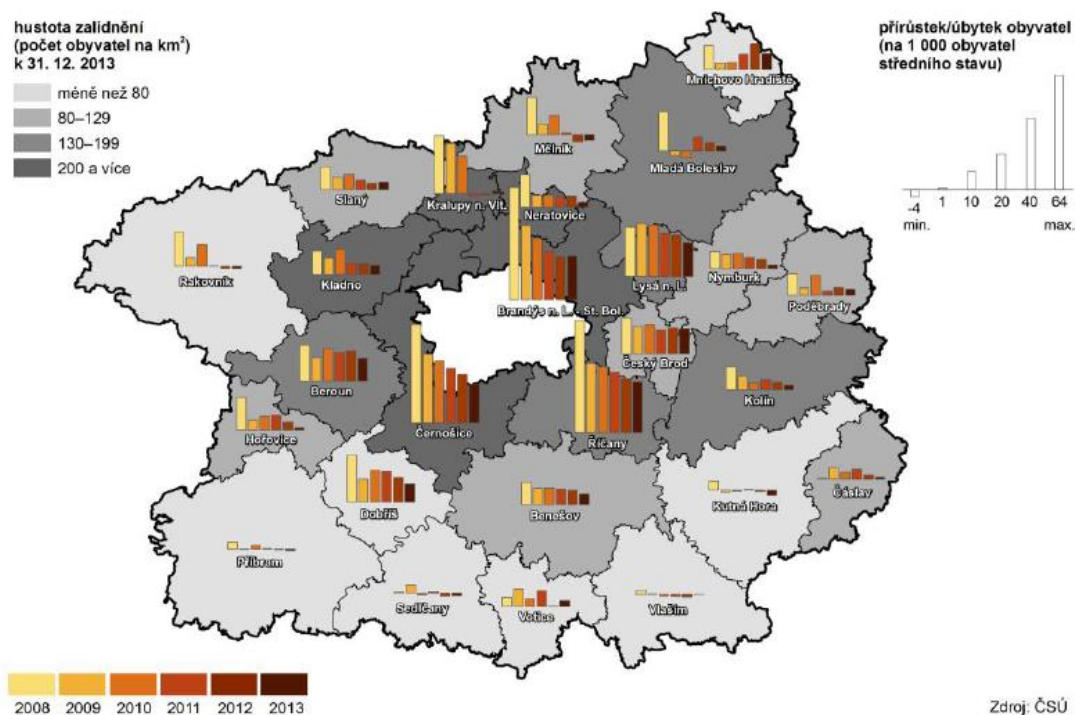 hustota zalidnění
(počet obyvatel na km²)
k 31. 12. 2013
méně než 80
80–129
130–199
200 a více
přírůstek/úbytek obyvatel
(na 1 000 obyvatel
středního stavu)
-4 1 10 20 40 64
min. max.
Mnichovo Hradiště
Mělník
Mladá Boleslav
Slaný
Kralupy n. Vlt.
Neratovice
Rakovník
Kladno
Lysá n. L.
Nymburk
Poděbrady
Brandýs n. L. - St. Bol.
Český Brod
Beroun
Kolín
Hořovice
Černošice
Říčany
Dobříš
Benešov
Kutná Hora
Čáslav
Příbram
Sedlčany
Votice
Vlašim
2008 2009 2010 2011 2012 2013
Zdroj: ČSÚ